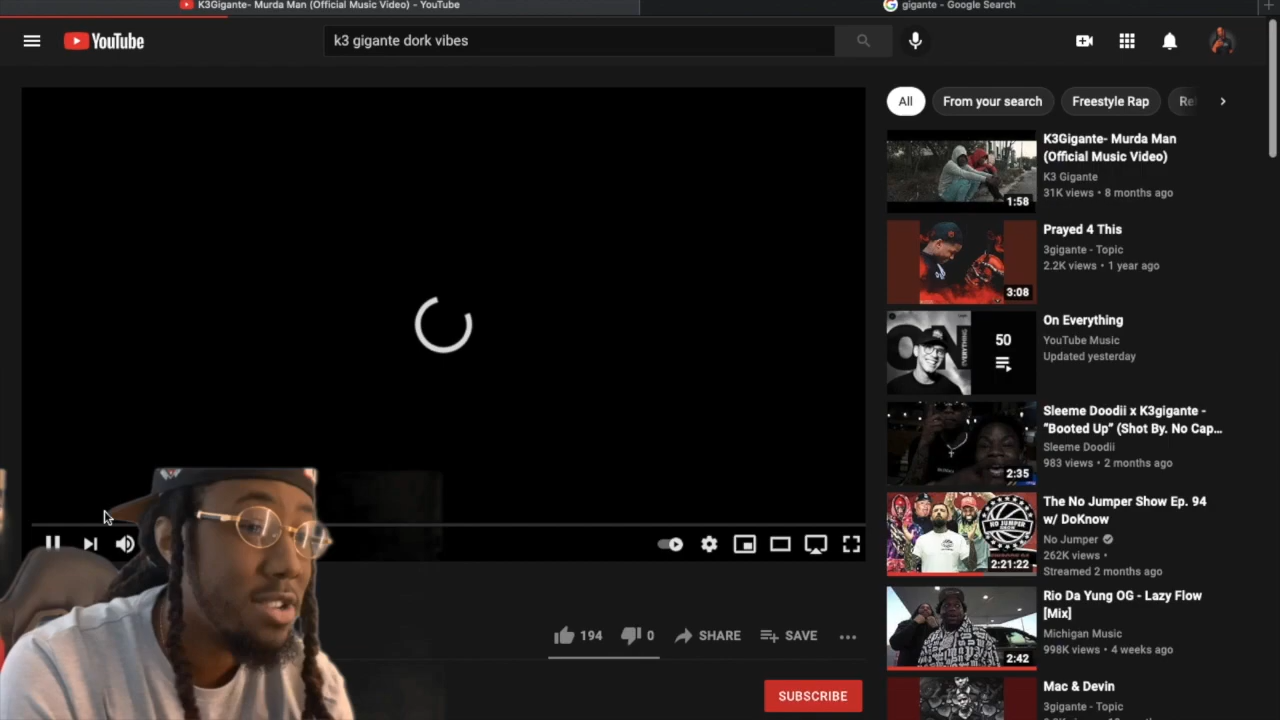 K3Gigante- Murda Man (Official Music Video) - YouTube
gigante - Google Search
YouTube
k3 gigante dork vibes
All
From your search
Freestyle Rap
Re
K3Gigante- Murda Man
(Official Music Video)
K3 Gigante
31K views • 8 months ago
1:58
Prayed 4 This
3gigante - Topic
2.2K views • 1 year ago
3:08
On Everything
YouTube Music
Updated yesterday
ON
EVERYTHING
50
Sleeme Doodii x K3gigante -
“Booted Up” (Shot By. No Cap...
Sleeme Doodii
983 views • 2 months ago
2:35
The No Jumper Show Ep. 94
w/ DoKnow
No Jumper
262K views •
Streamed 2 months ago
NO JUMPER
2:21:22
Rio Da Yung OG - Lazy Flow
[Mix]
Michigan Music
998K views • 4 weeks ago
2:42
Mac & Devin
3gigante - Topic
194
0
SHARE
SAVE
SUBSCRIBE